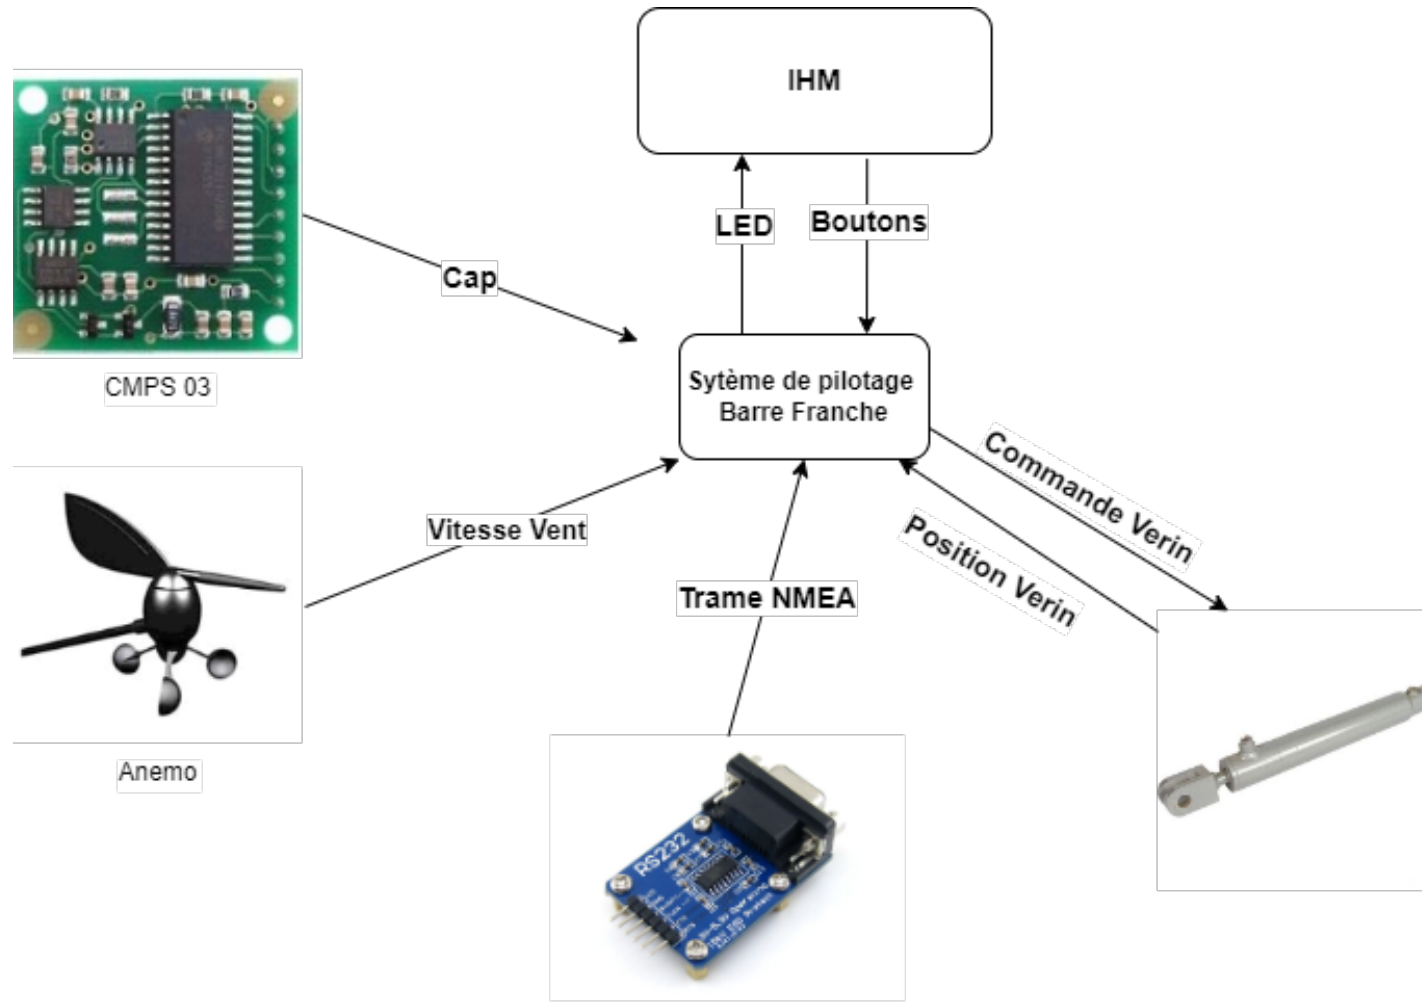 IHM
LED
Boutons
Cap
Sytème de pilotage
Barre Franche
CMPS 03
Commande Verin
Position Verin
Vitesse Vent
Trame NMEA
Anemo
RS232